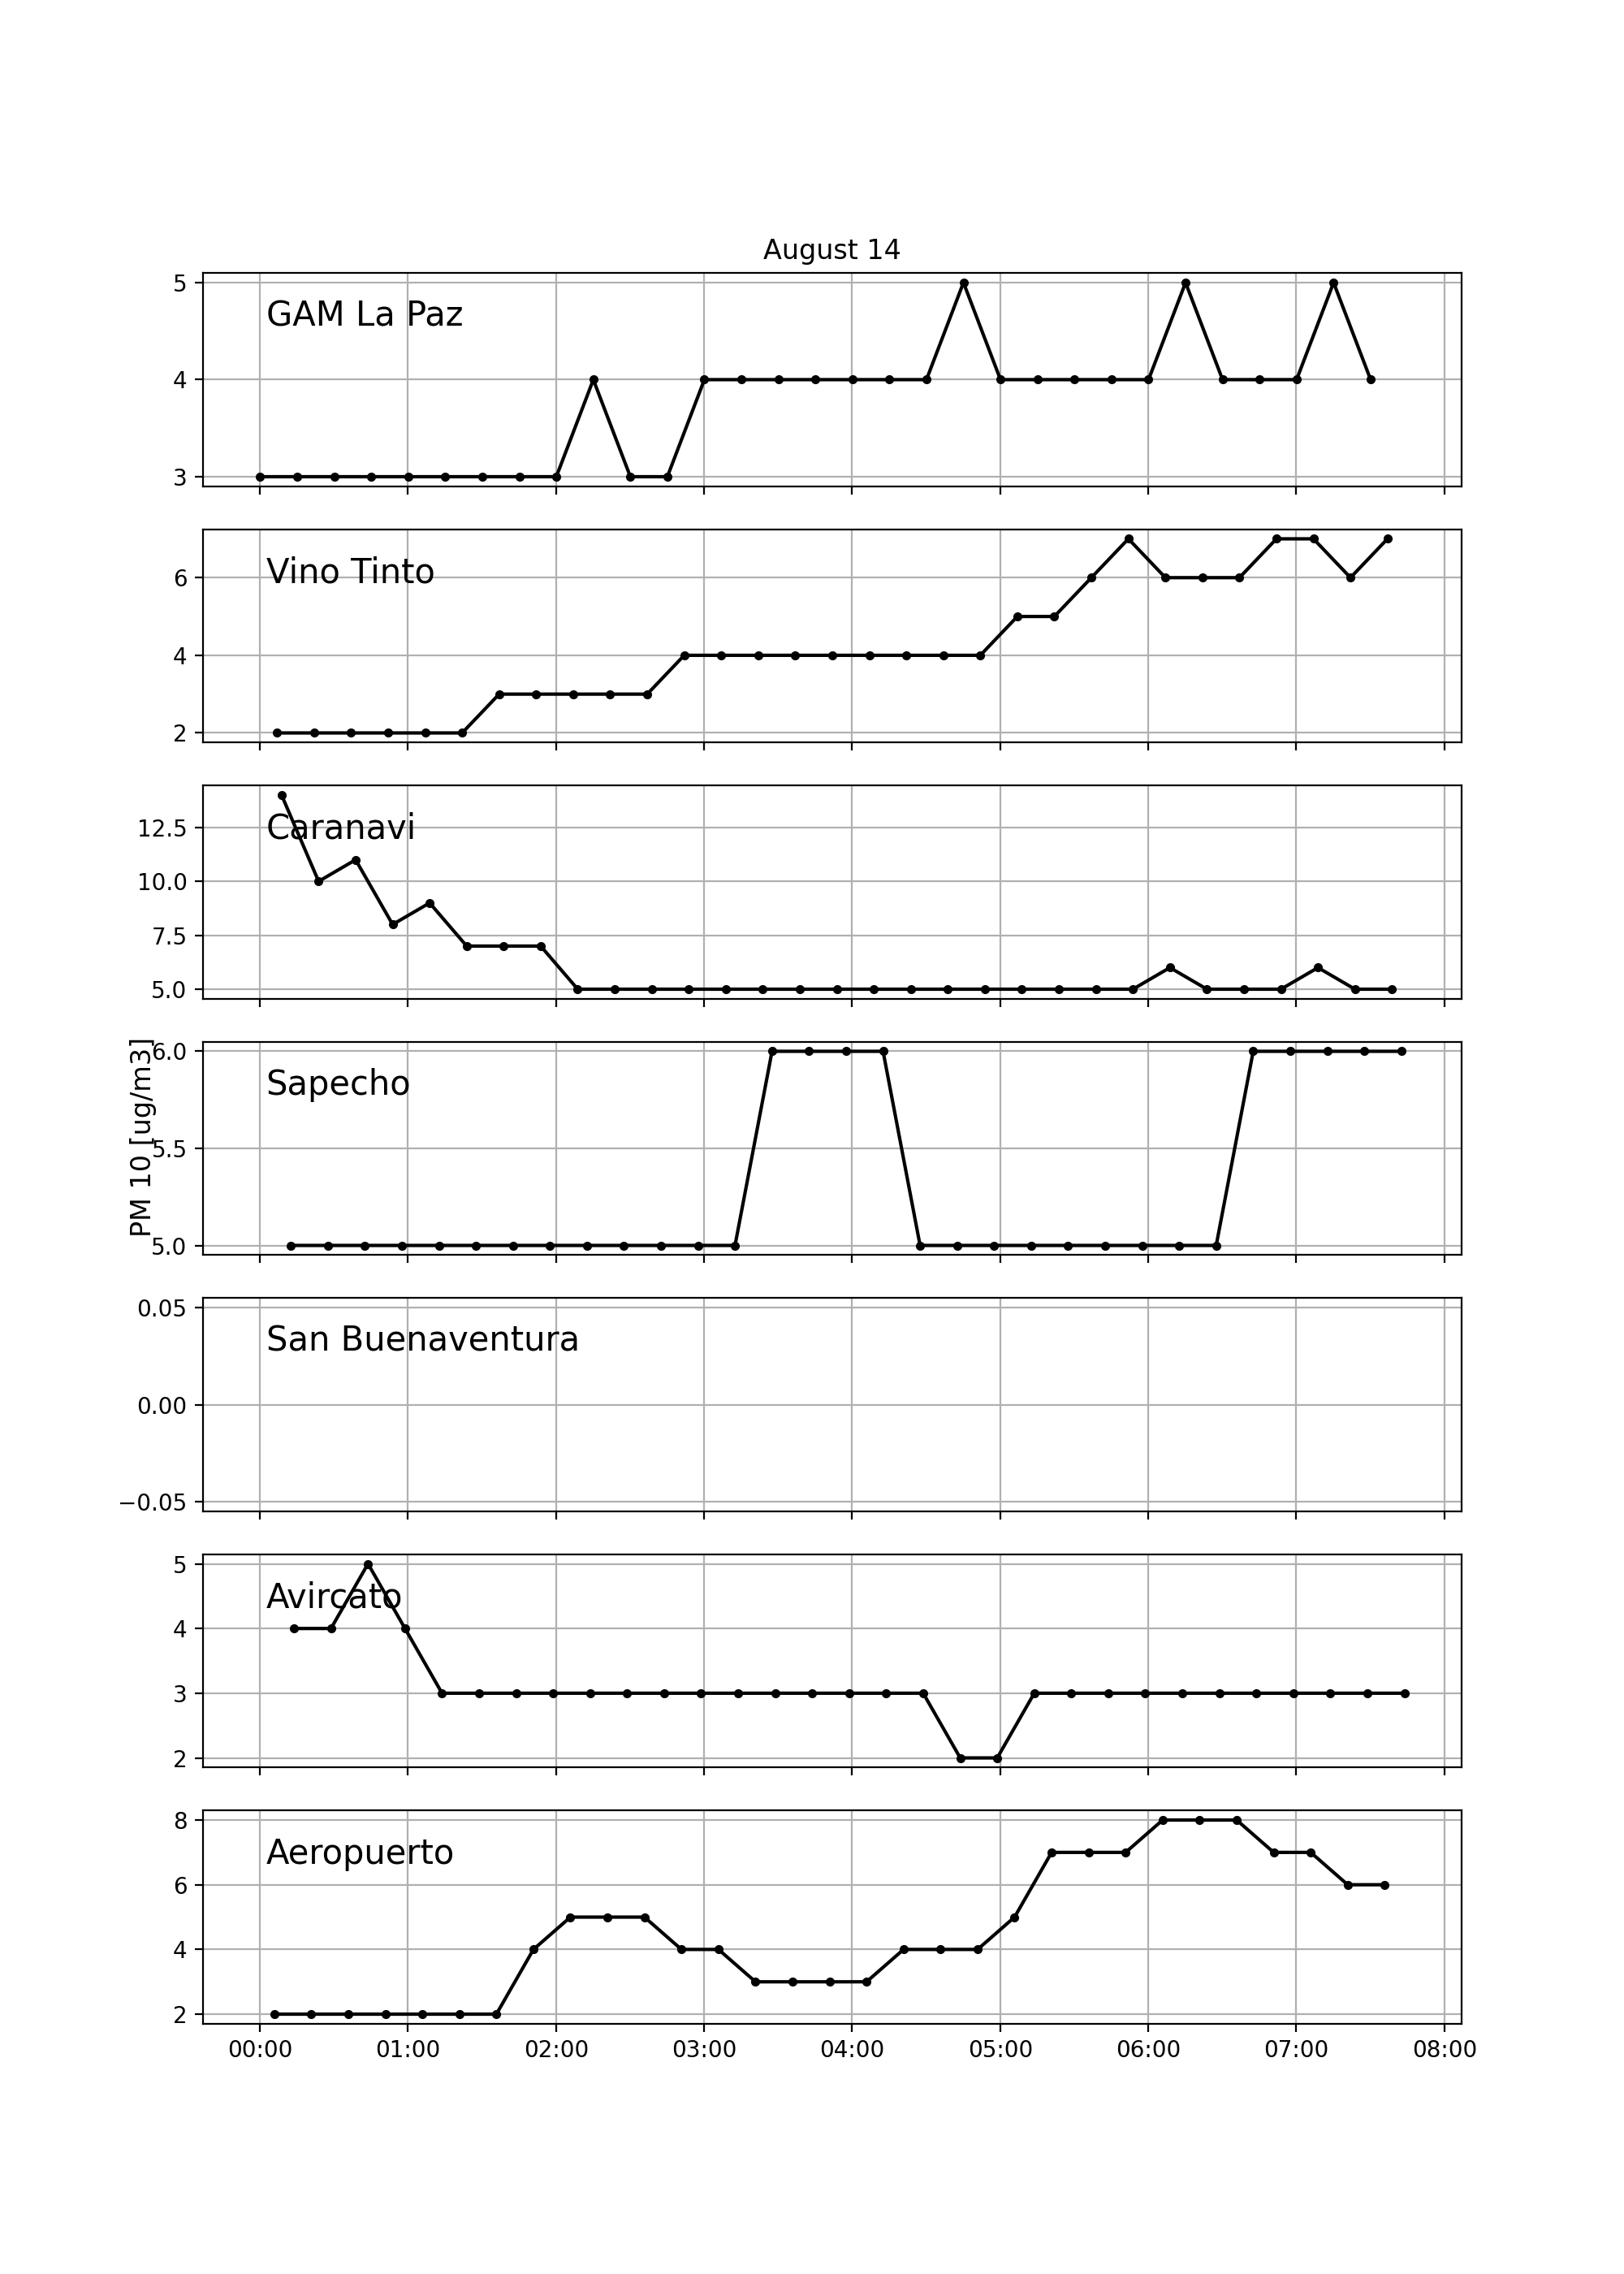 August 14
5
GAM La Paz
4
3
Vino Tinto
6
4
2
Caranavi
12.5
10.0
7.5
5.0
PM 10 [ug/m3]
6.0
Sapecho
5.5
5.0
0.05
San Buenaventura
0.00
−0.05
5
Avircato
4
3
2
8
Aeropuerto
6
4
2
00:00 01:00 02:00 03:00 04:00 05:00 06:00 07:00 08:00